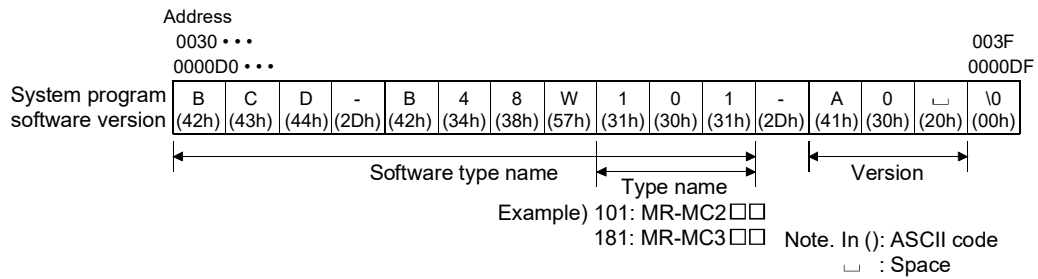 Address
0030 • • • 003F
0000D0 • • • 0000DF
System program software version
B C D - B 4 8 W 1 0 1 - A 0 ⎵ \0
(42h) (43h) (44h) (2Dh) (42h) (34h) (38h) (57h) (31h) (30h) (31h) (2Dh) (41h) (30h) (20h) (00h)
Software type name
Type name
Version
Example) 101: MR-MC2□□
181: MR-MC3□□
Note. In (): ASCII code
⎵ : Space